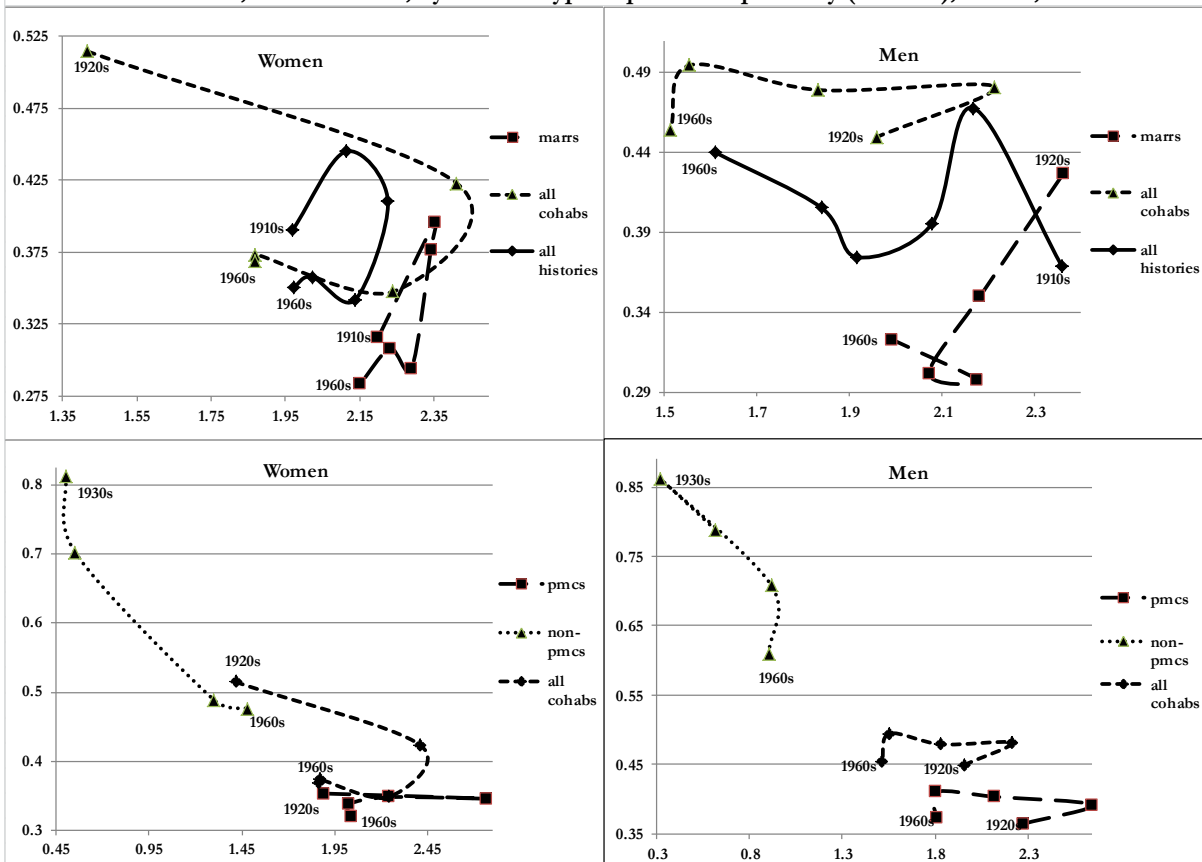 Women
0.525
0.475
0.425
0.375
0.325
0.275
1.35
1.55
1.75
1.95
2.15
2.35
1920s
1910s
1960s
1960s
1910s
1960s
marrs
all
cohabs
all
histories
Men
0.49
0.44
0.39
0.34
0.29
1.5
1.7
1.9
2.1
2.3
1960s
1920s
1960s
1920s
1910s
1960s
marrs
all
cohabs
all
histories
Women
0.8
0.7
0.6
0.5
0.4
0.3
0.45
0.95
1.45
1.95
2.45
1930s
1920s
1960s
1960s
1920s
1960s
pmcs
non-
pmcs
all
cohabs
Men
0.85
0.75
0.65
0.55
0.45
0.35
0.3
0.8
1.3
1.8
2.3
1930s
1960s
1960s
1920s
1960s
1920s
pmcs
non-
pmcs
all
cohabs